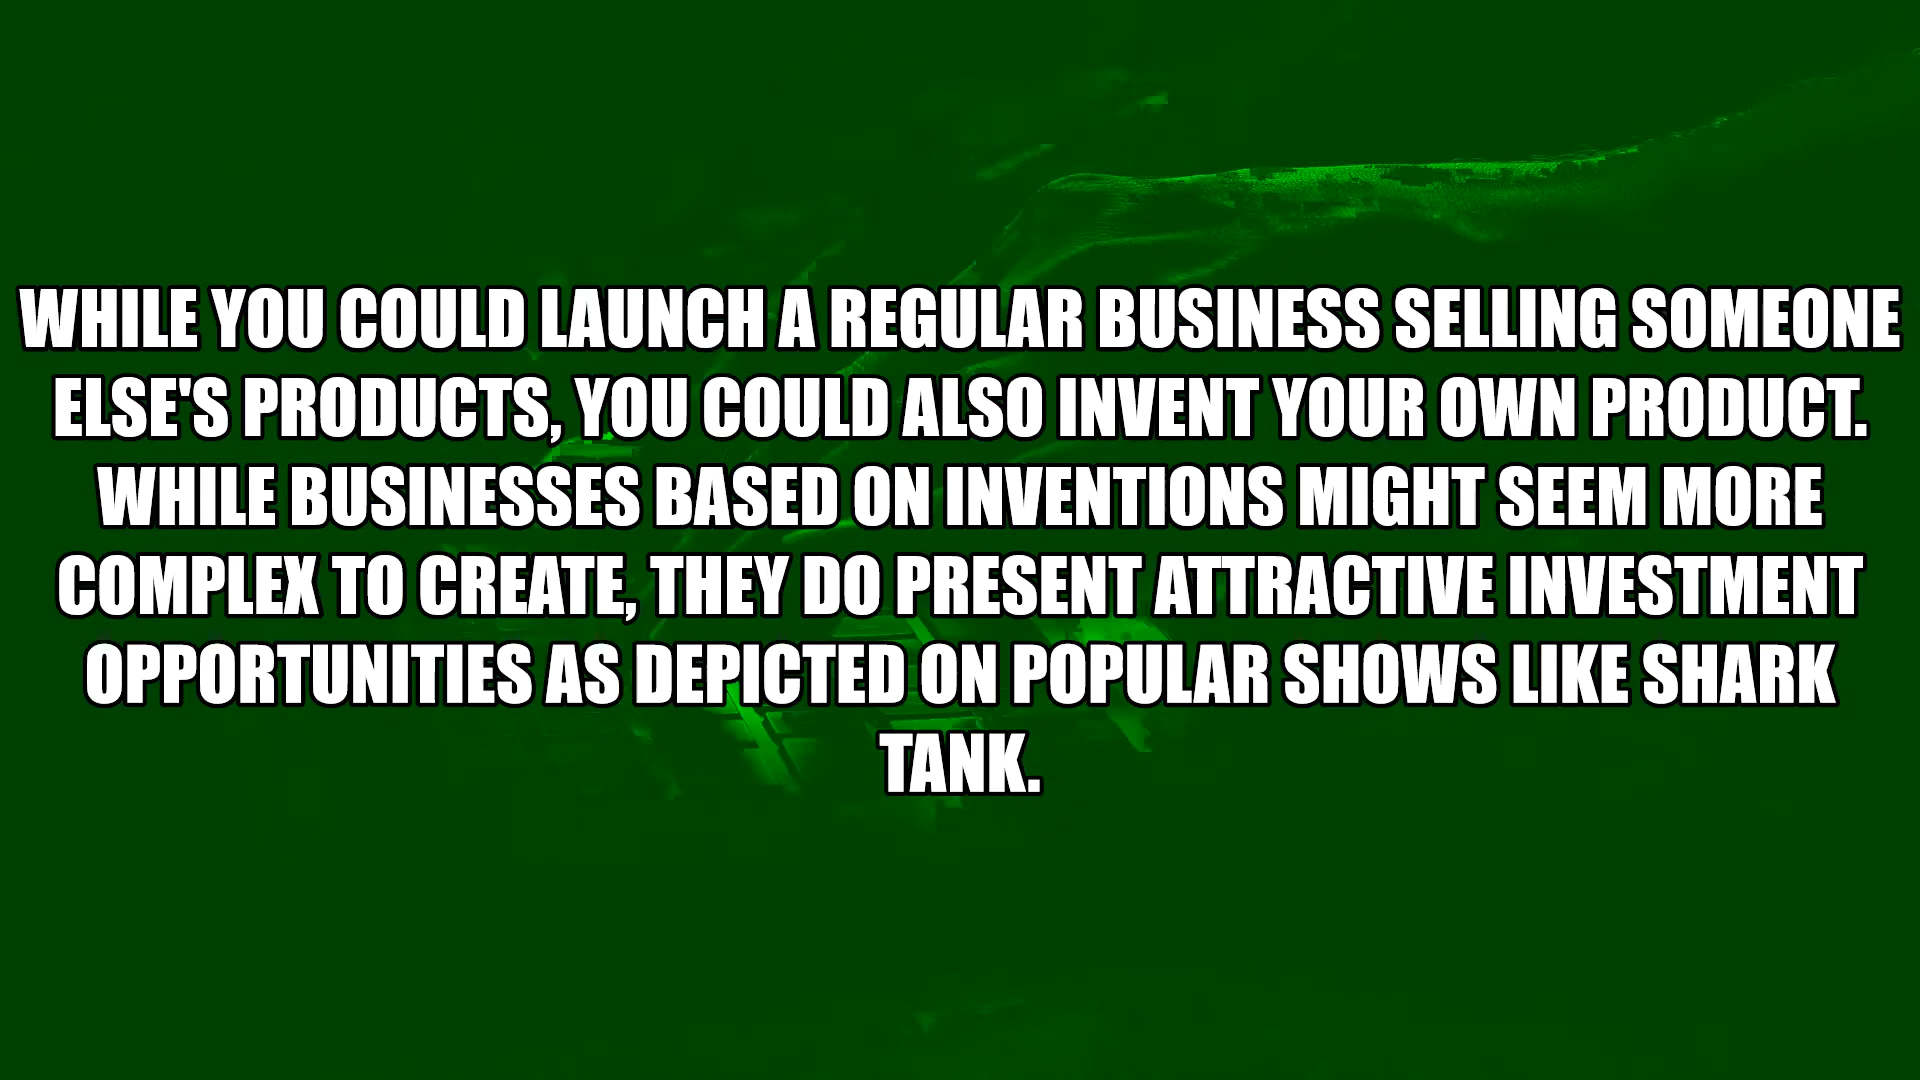 WHILE YOU COULD LAUNCH A REGULAR BUSINESS SELLING SOMEONE
ELSE'S PRODUCTS, YOU COULD ALSO INVENT YOUR OWN PRODUCT.
WHILE BUSINESSES BASED ON INVENTIONS MIGHT SEEM MORE
COMPLEX TO CREATE, THEY DO PRESENT ATTRACTIVE INVESTMENT
OPPORTUNITIES AS DEPICTED ON POPULAR SHOWS LIKE SHARK
TANK.